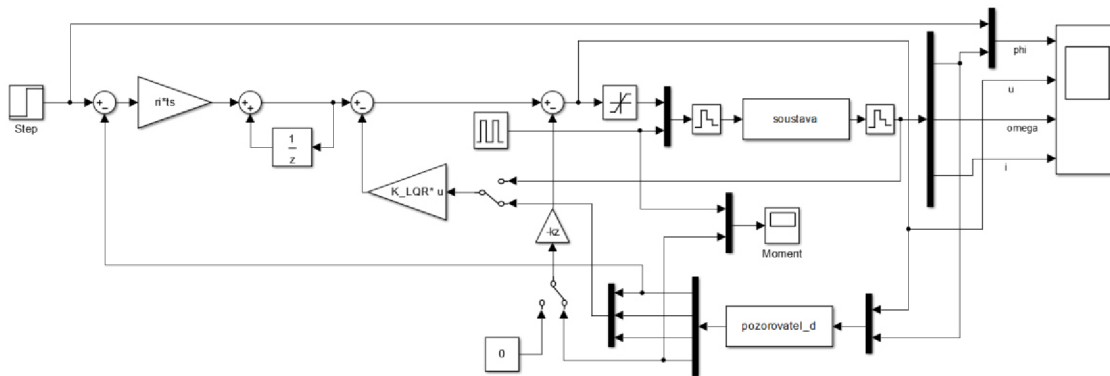 phi
Step
ri*ts
+
-
+
+
+
-
+
-
soustava
u
omega
i
1
z
K_LQR* u
-kz
Moment
0
pozorovatel_d